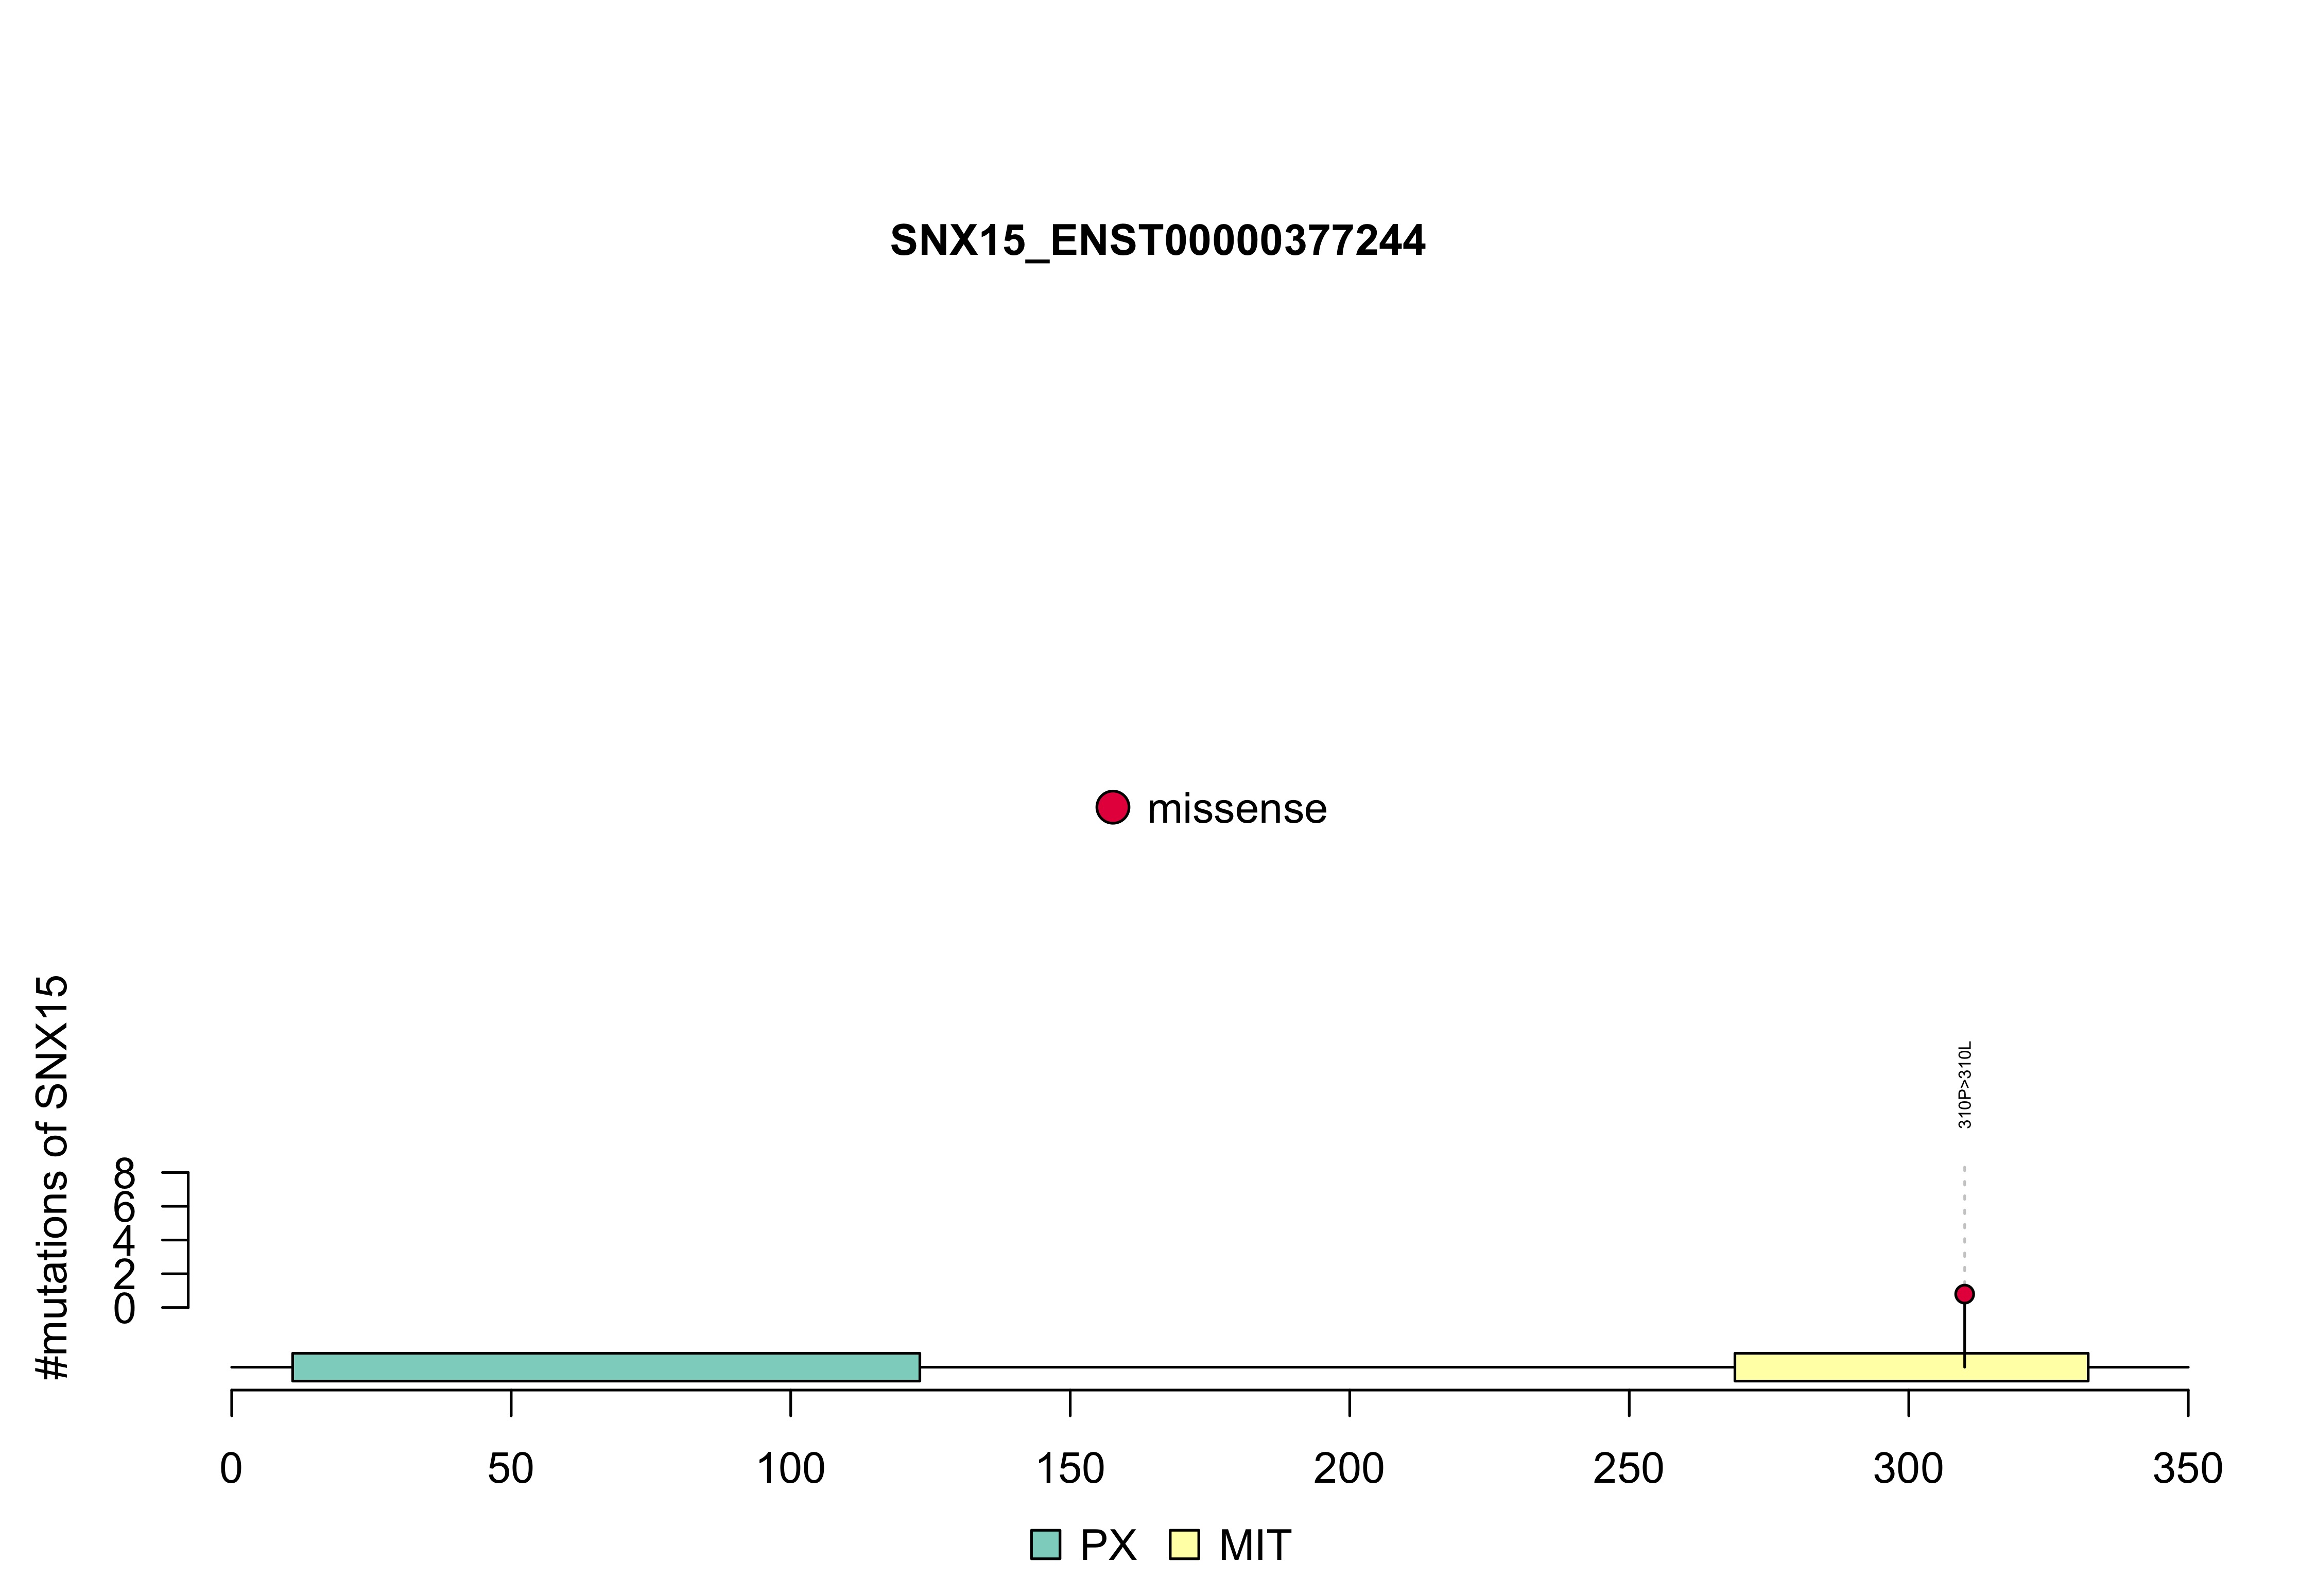 SNX15_ENST00000377244
missense
#mutations of SNX15
310P>310L
8
6
4
2
0
0 50 100 150 200 250 300 350
PX MIT